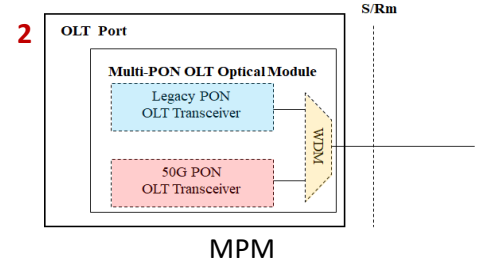 S/Rm
2
OLT Port
Multi-PON OLT Optical Module
Legacy PON
OLT Transceiver
WDM
50G PON
OLT Transceiver
MPM